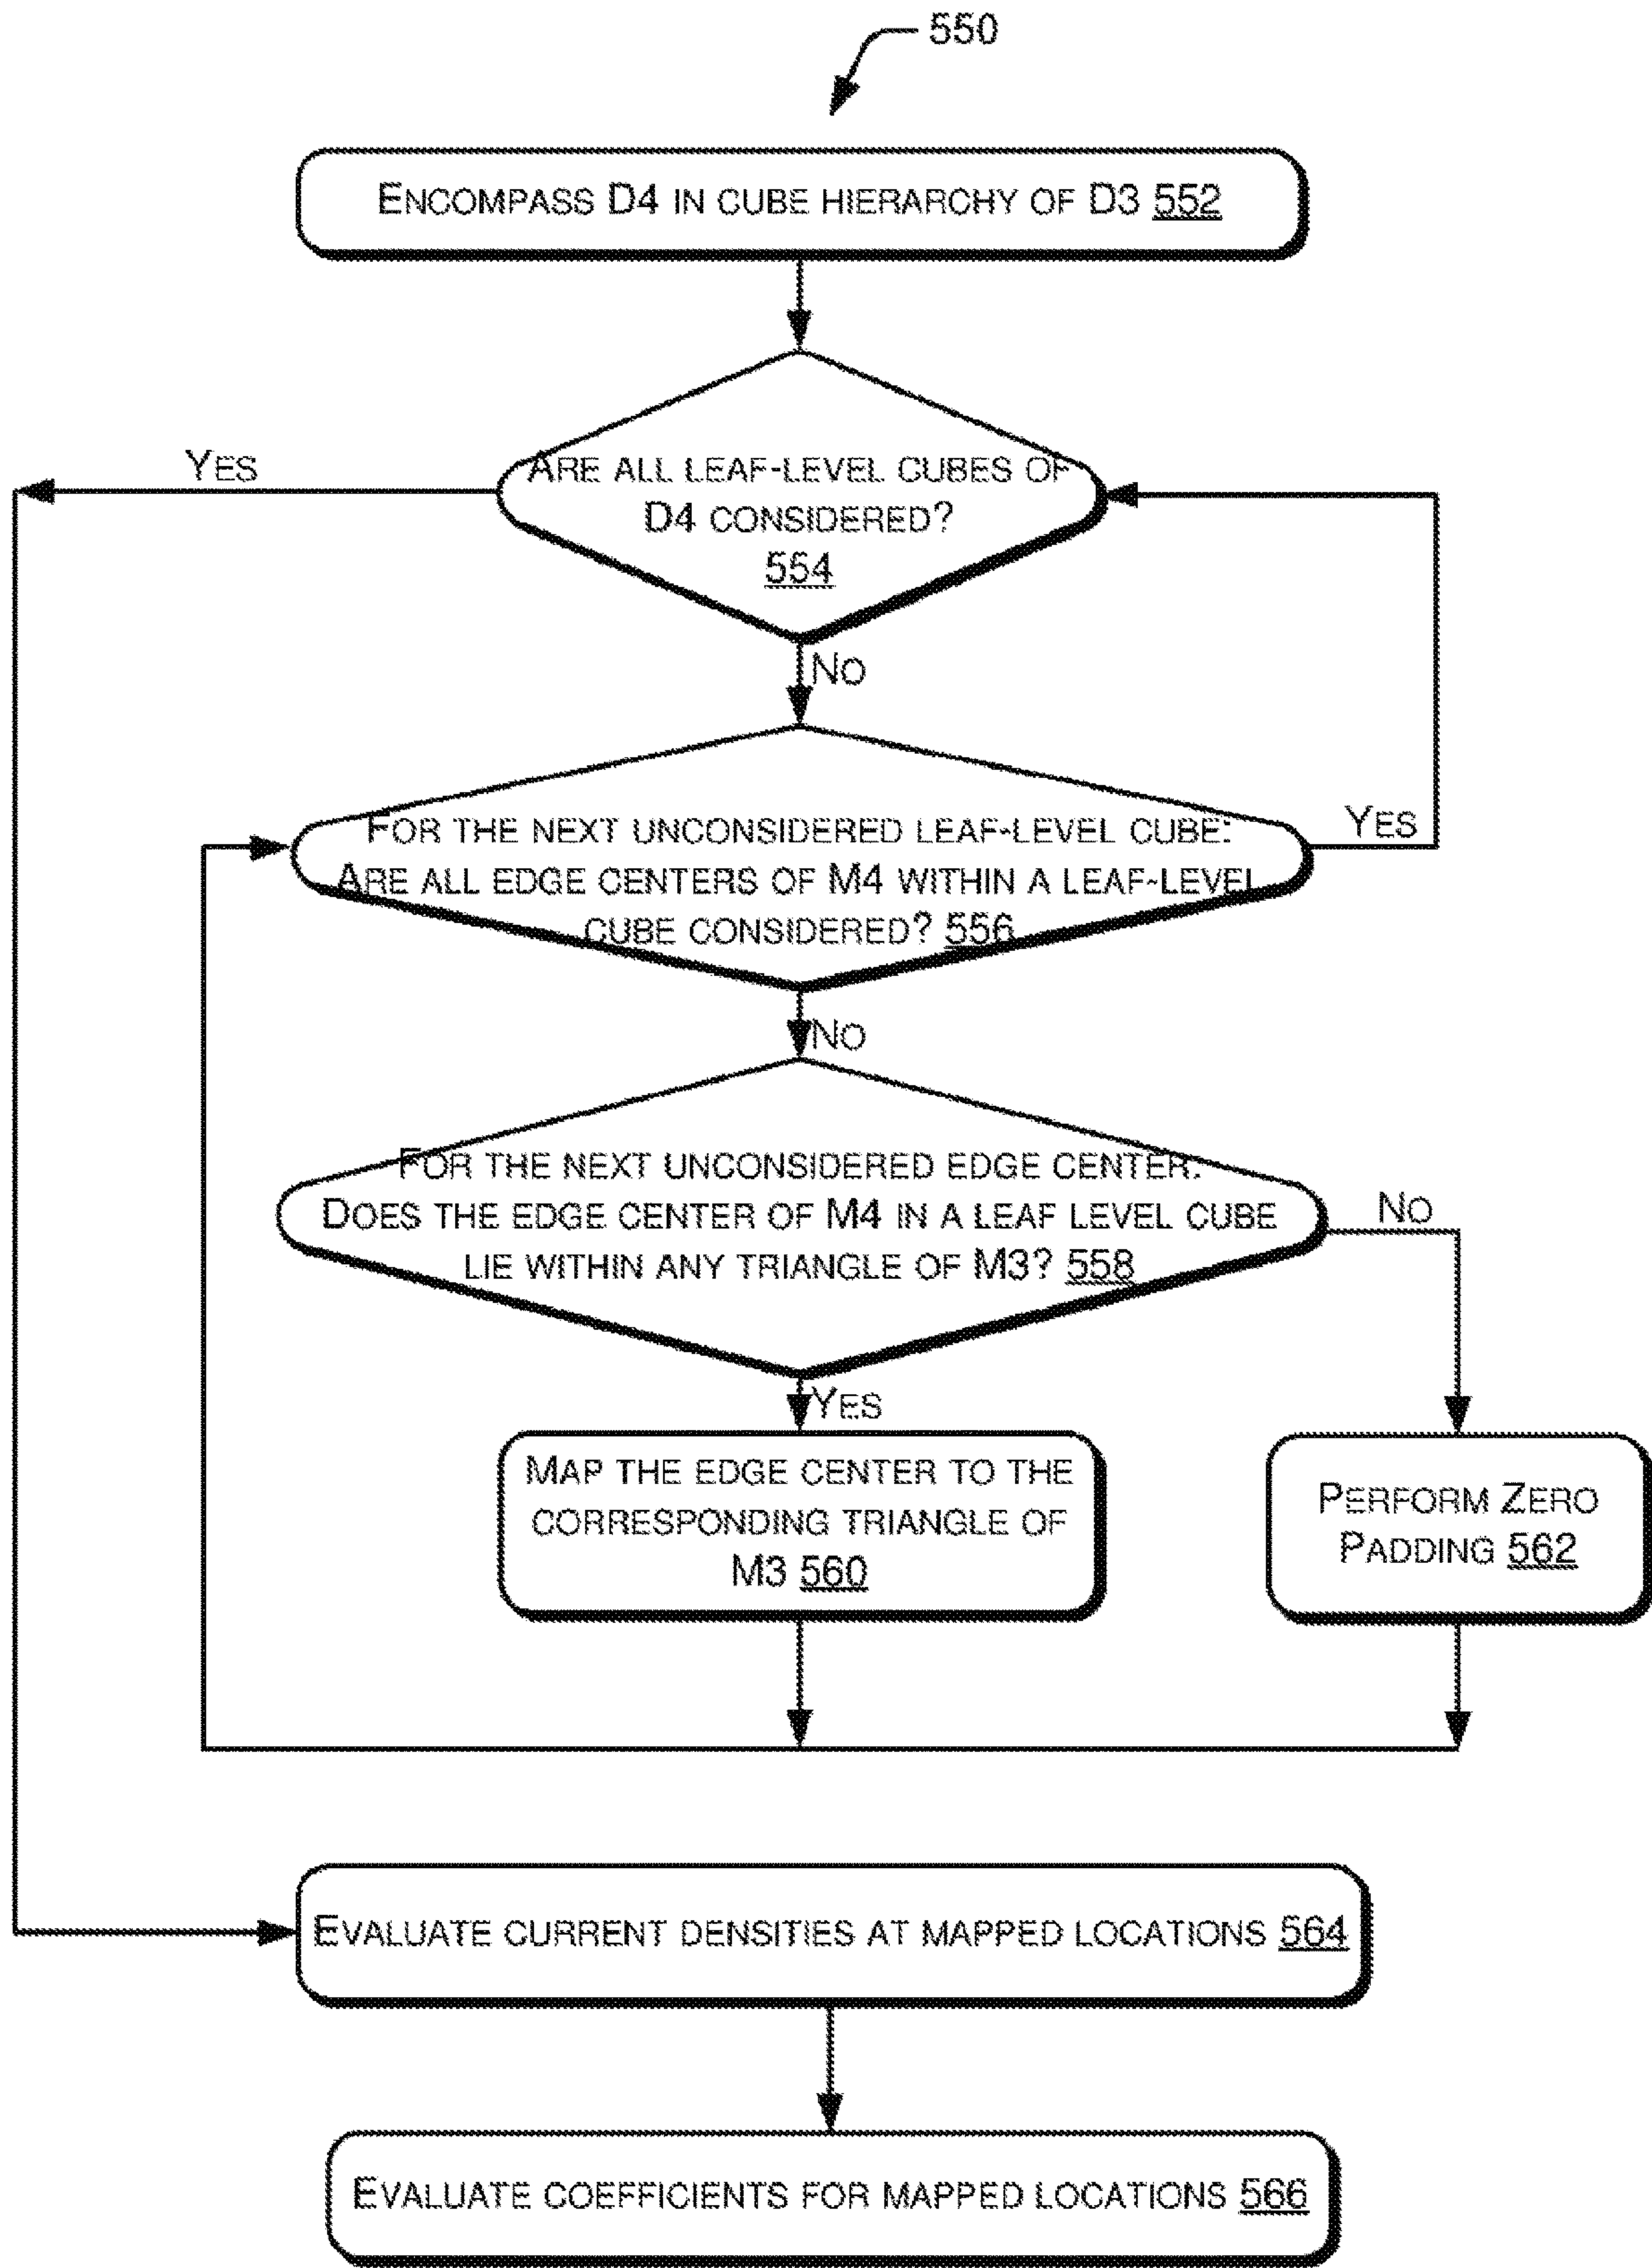 550
ENCOMPASS D4 IN CUBE HIERARCHY OF D3 552
YES
ARE ALL LEAF-LEVEL CUBES OF
D4 CONSIDERED?
554
NO
FOR THE NEXT UNCONSIDERED LEAF-LEVEL CUBE:
ARE ALL EDGE CENTERS OF M4 WITHIN A LEAF-LEVEL
CUBE CONSIDERED? 556
YES
NO
FOR THE NEXT UNCONSIDERED EDGE CENTER:
DOES THE EDGE CENTER OF M4 IN A LEAF LEVEL CUBE
LIE WITHIN ANY TRIANGLE OF M3? 558
NO
YES
MAP THE EDGE CENTER TO THE
CORRESPONDING TRIANGLE OF
M3 560
PERFORM ZERO
PADDING 562
EVALUATE CURRENT DENSITIES AT MAPPED LOCATIONS 564
EVALUATE COEFFICIENTS FOR MAPPED LOCATIONS 566